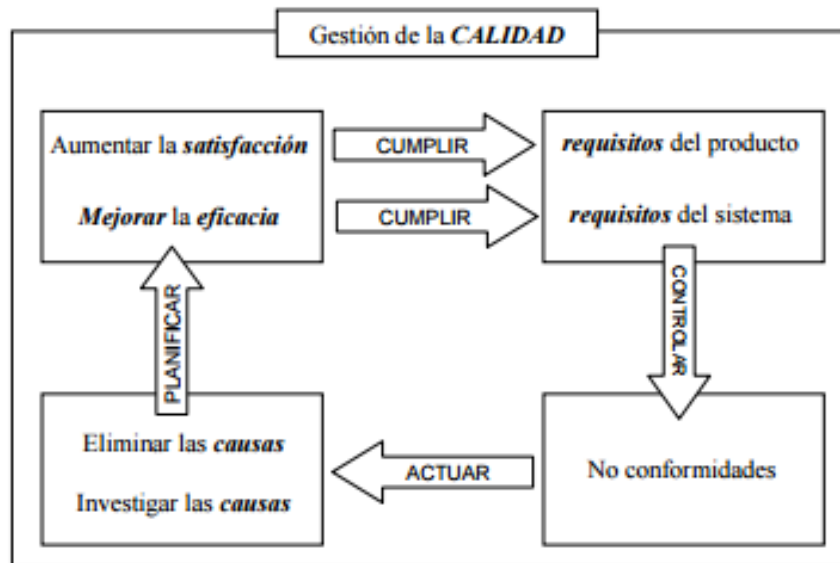 Gestión de la CALIDAD
Aumentar la satisfacción
Mejorar la eficacia
CUMPLIR
CUMPLIR
requisitos del producto
requisitos del sistema
CONTROLAR
No conformidades
ACTUAR
Eliminar las causas
Investigar las causas
PLANIFICAR